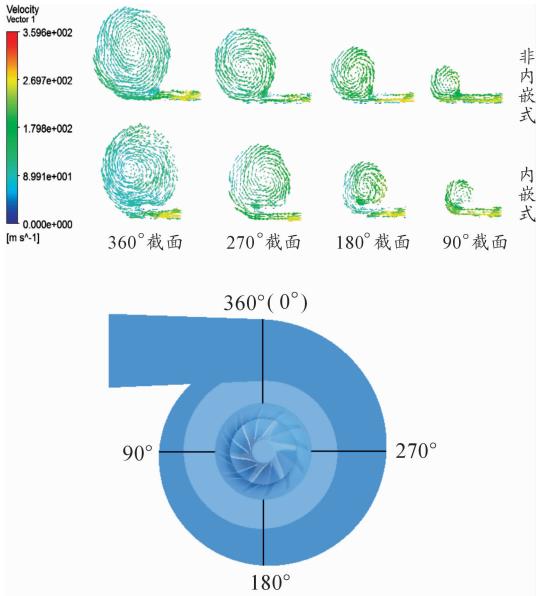 Velocity
Vector 1
3.596e+002
2.697e+002
1.798e+002
8.991e+001
0.000e+000
[m s^-1]
非内嵌式
内嵌式
360°截面
270°截面
180°截面
90°截面
360°(0°)
90°
270°
180°